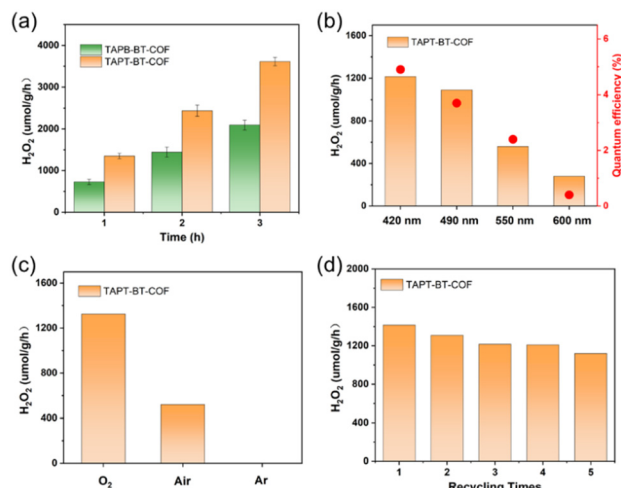 (a)
TAPB-BT-COF
TAPT-BT-COF
H₂O₂ (umol/g/h)
4000
3000
2000
1000
0
1
2
3
Time (h)
(b)
TAPT-BT-COF
H₂O₂ (umol/g/h)
1600
1200
800
400
0
6
4
2
0
Quantum efficiency (%)
420 nm
490 nm
550 nm
600 nm
(c)
TAPT-BT-COF
H₂O₂ (umol/g/h)
1600
1200
800
400
0
O₂
Air
Ar
(d)
TAPT-BT-COF
H₂O₂ (umol/g/h)
2000
1600
1200
800
400
0
1
2
3
4
5
Recycling Times